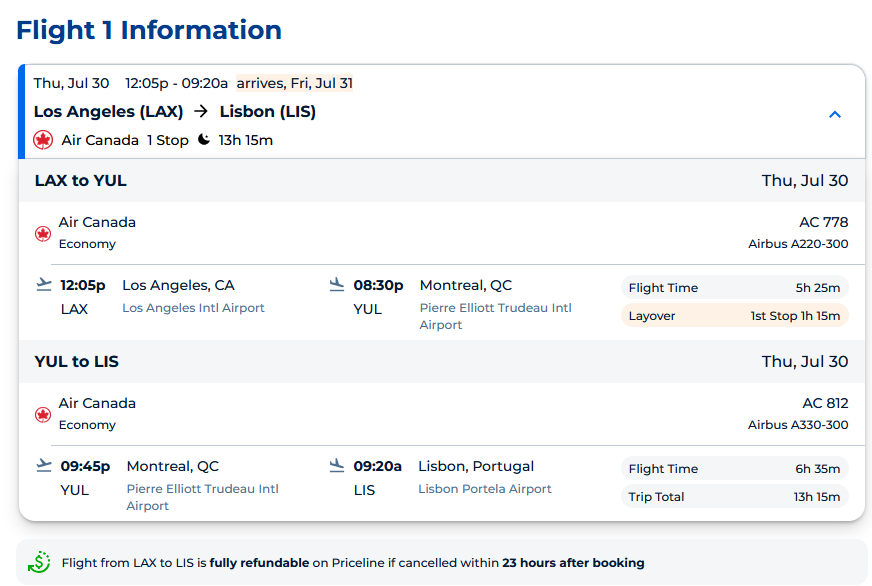 Flight 1 Information
Thu, Jul 30 12:05p - 09:20a arrives, Fri, Jul 31
Los Angeles (LAX) → Lisbon (LIS)
Air Canada 1 Stop 13h 15m
LAX to YUL Thu, Jul 30
Air Canada AC 778
Economy Airbus A220-300
12:05p Los Angeles, CA 08:30p Montreal, QC Flight Time 5h 25m
LAX Los Angeles Intl Airport YUL Pierre Elliott Trudeau Intl Airport Layover 1st Stop 1h 15m
YUL to LIS Thu, Jul 30
Air Canada AC 812
Economy Airbus A330-300
09:45p Montreal, QC 09:20a Lisbon, Portugal Flight Time 6h 35m
YUL Pierre Elliott Trudeau Intl Airport LIS Lisbon Portela Airport Trip Total 13h 15m
Flight from LAX to LIS is fully refundable on Priceline if cancelled within 23 hours after booking